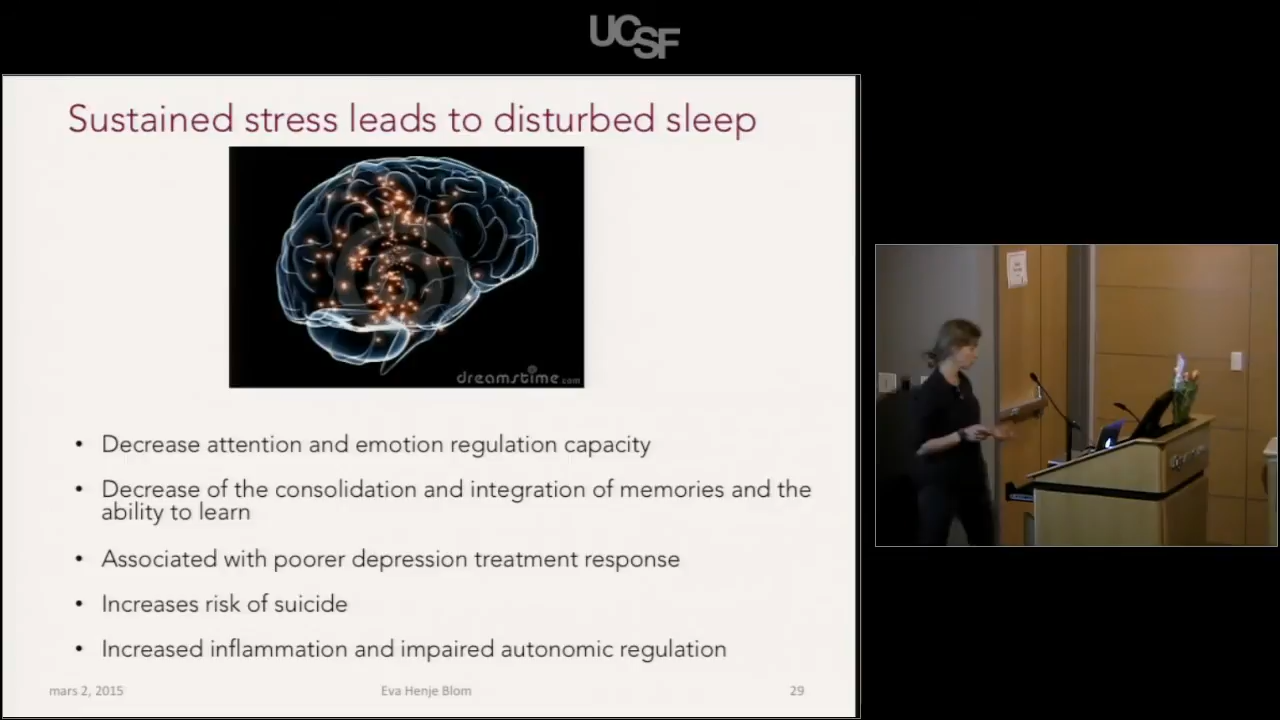 UCSF
Sustained stress leads to disturbed sleep
dreamstime.com
• Decrease attention and emotion regulation capacity
• Decrease of the consolidation and integration of memories and the
ability to learn
• Associated with poorer depression treatment response
• Increases risk of suicide
• Increased inflammation and impaired autonomic regulation
mars 2, 2015
Eva Henje Blom
29